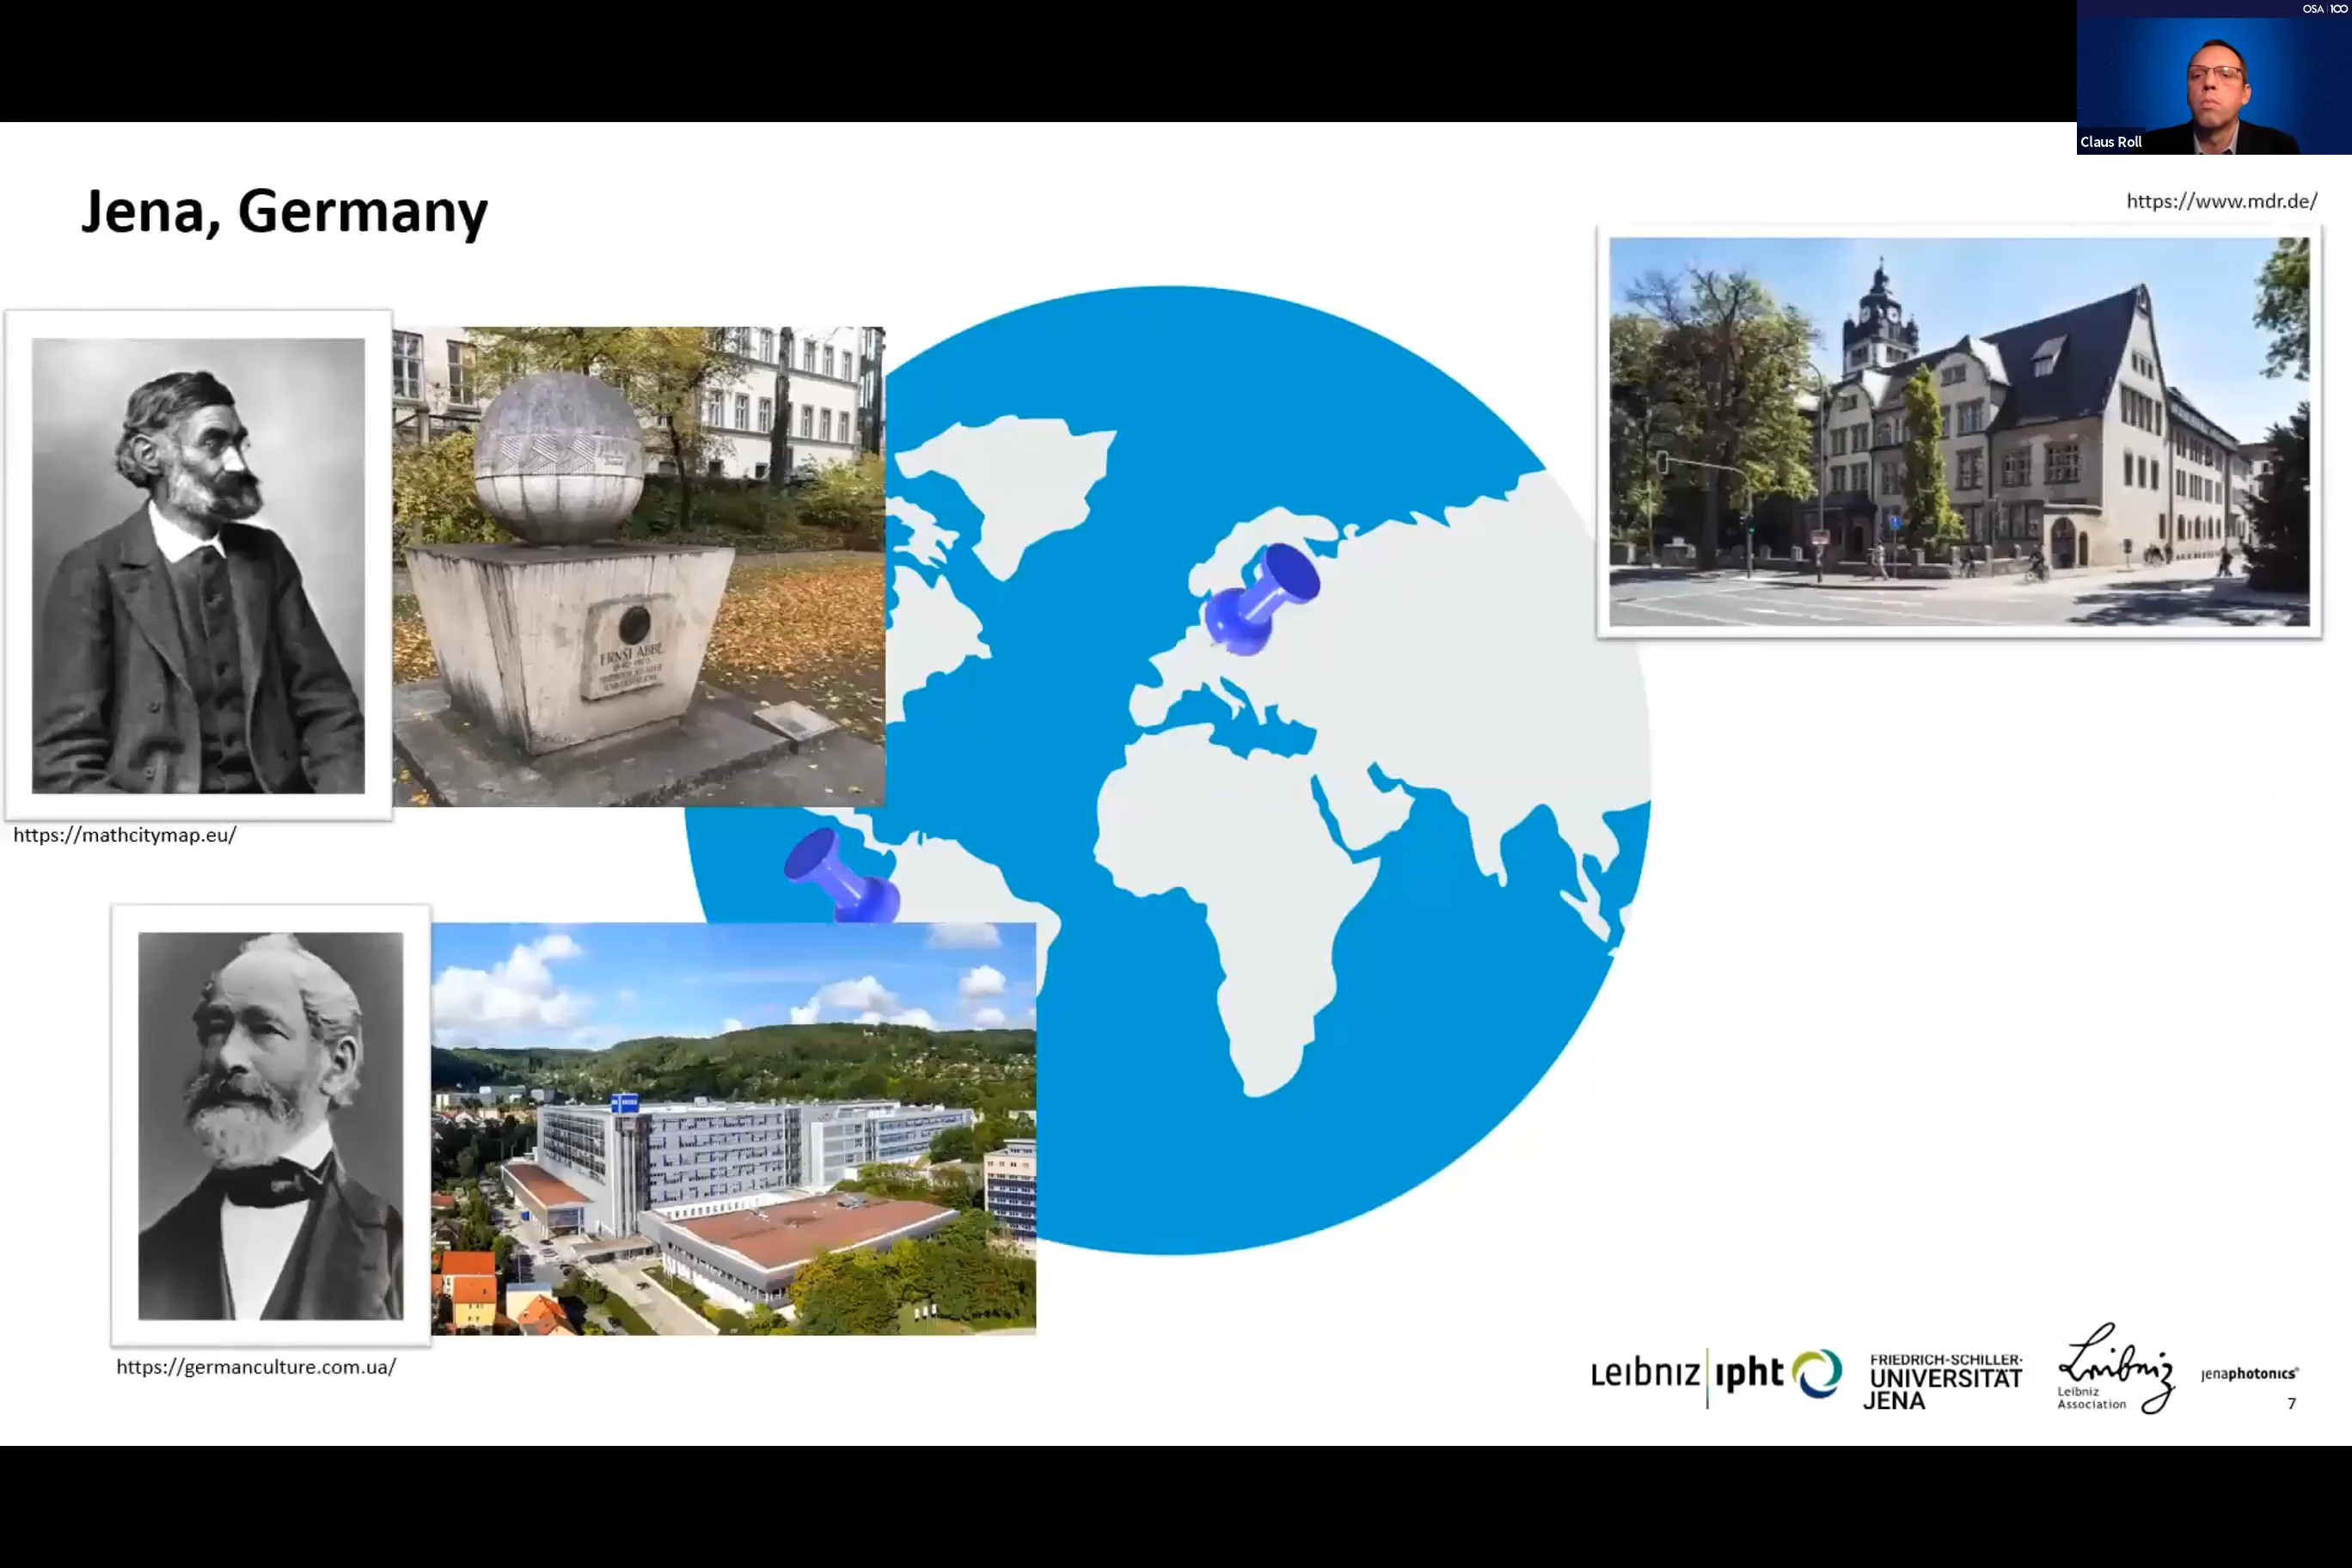 OSA 100
Claus Roll
Jena, Germany
https://www.mdr.de/
ERNST ABBE
https://mathcitymap.eu/
https://germanculture.com.ua/
Leibniz ipht
FRIEDRICH-SCHILLER-
UNIVERSITÄT
JENA
Leibniz
Leibniz
Association
jenaphotonics®
7